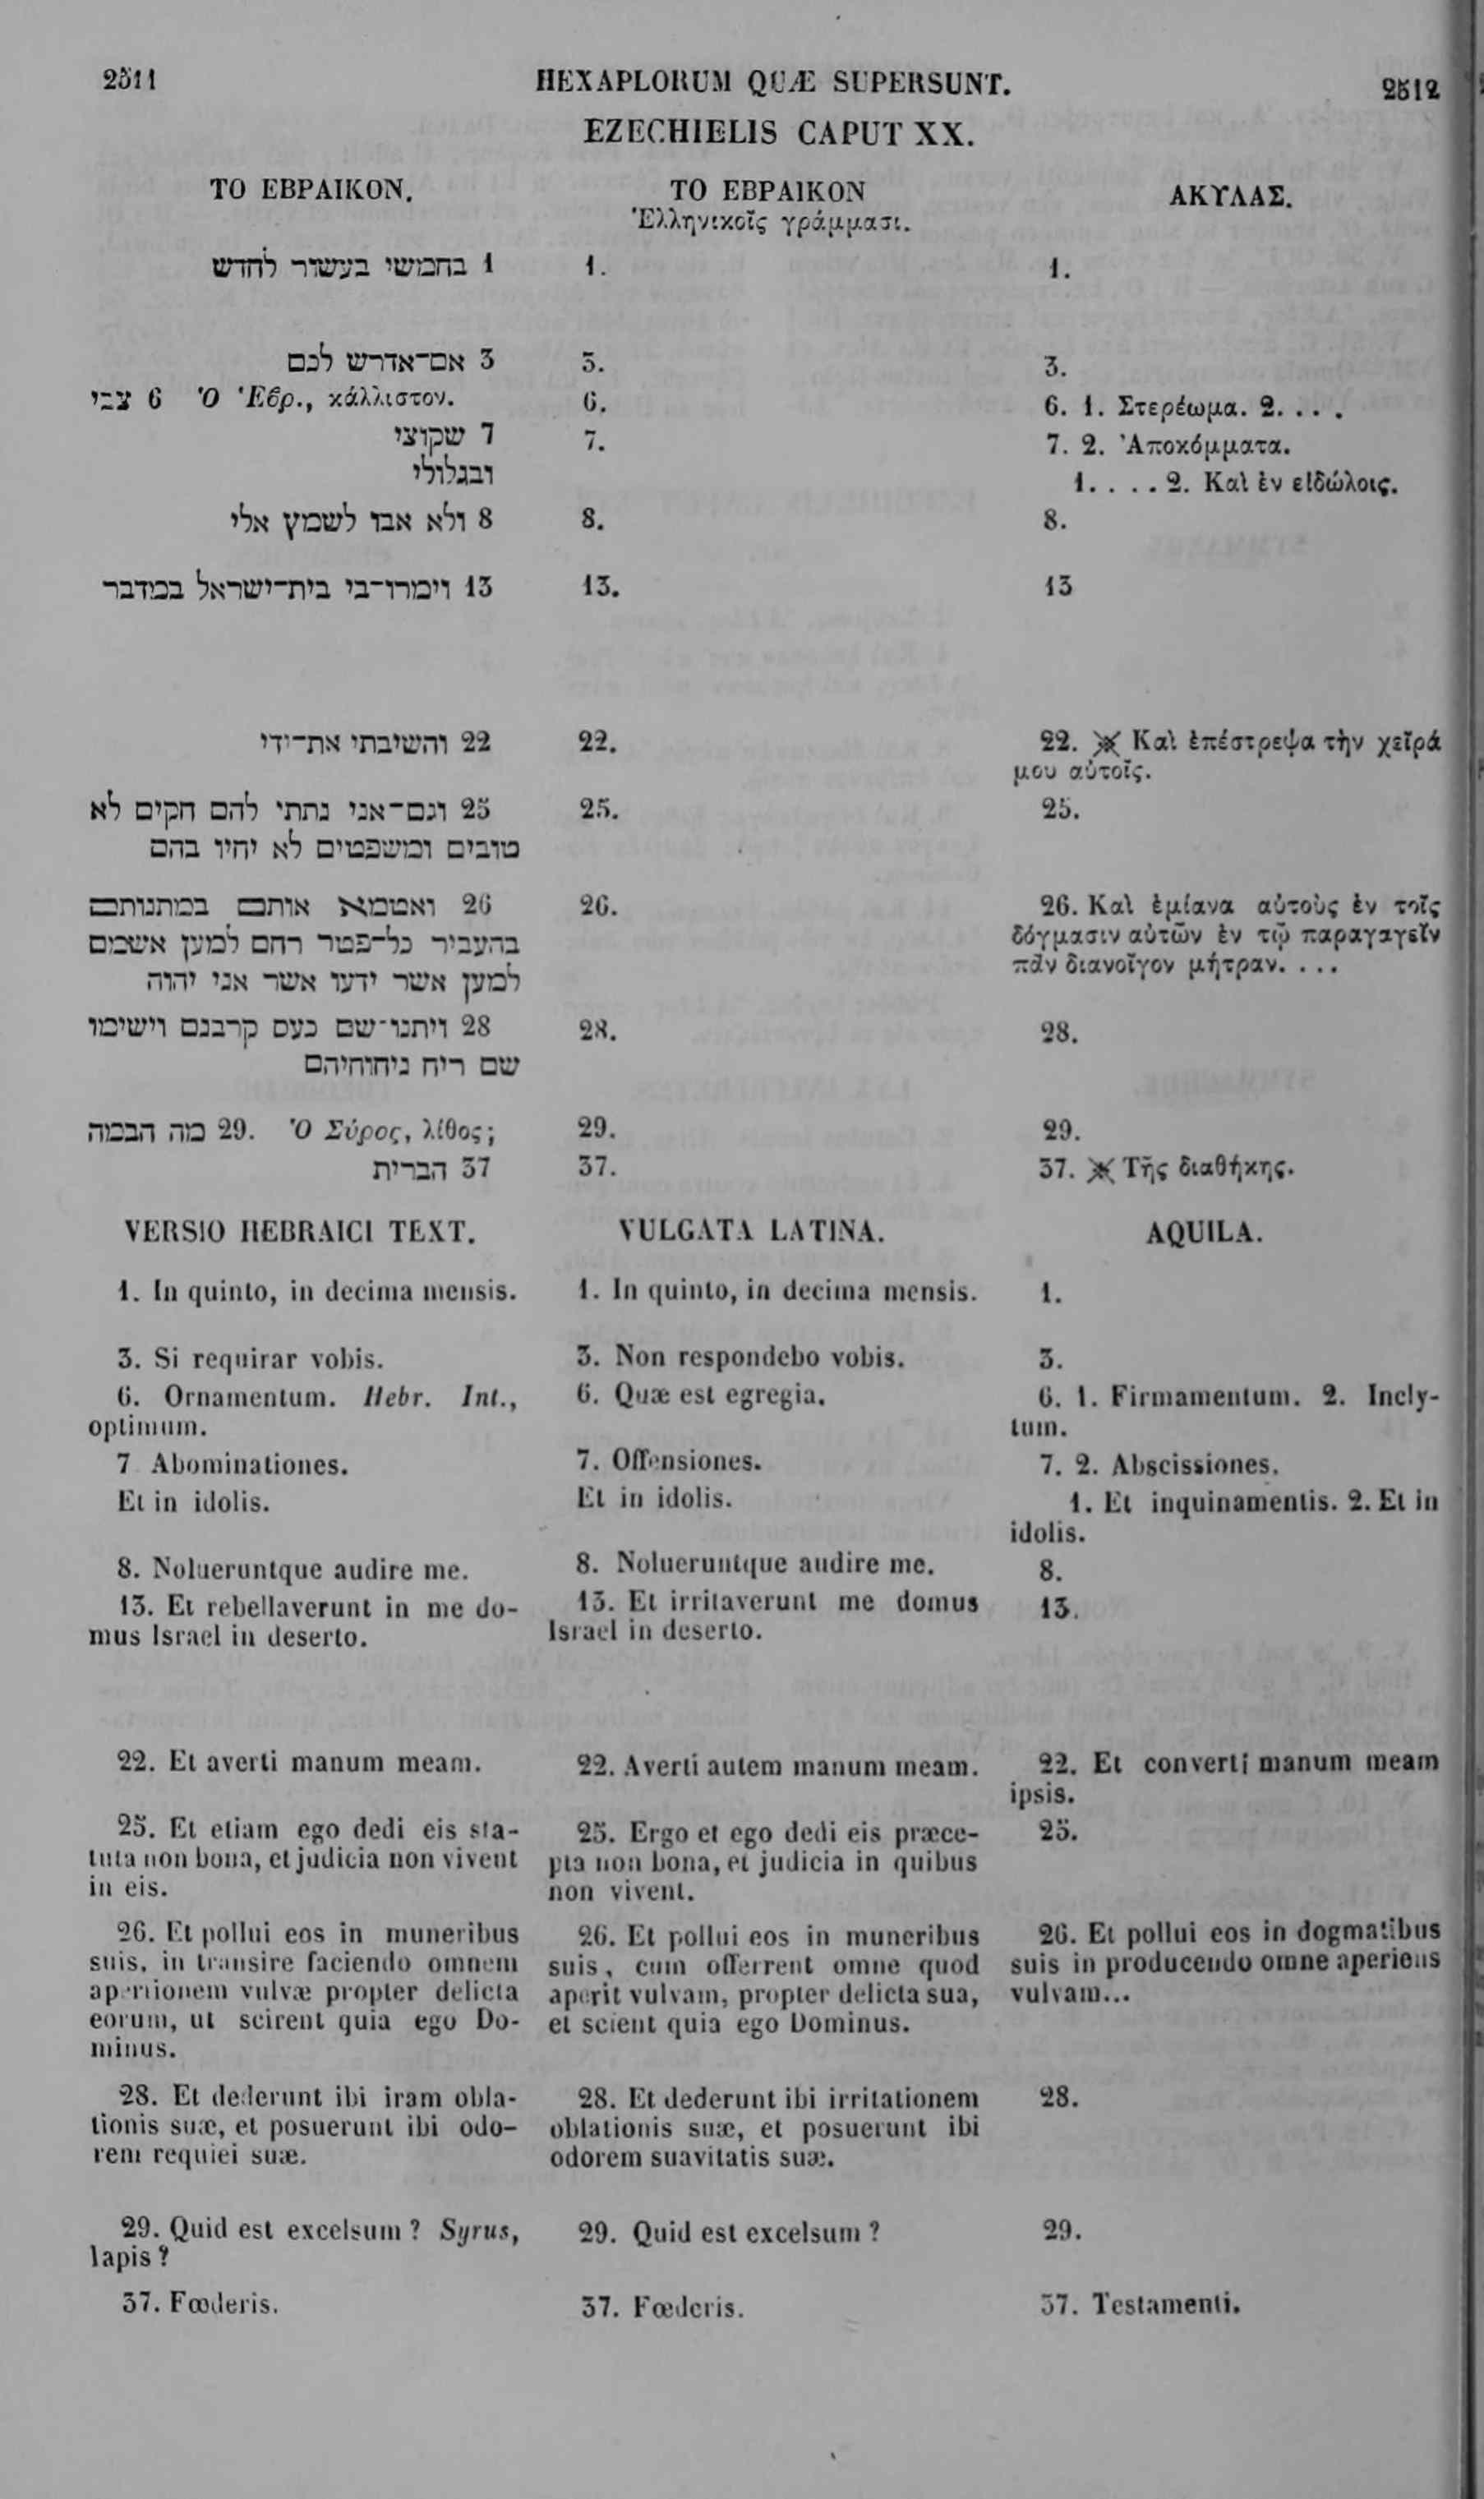 2511
HEXAPLORUM QUÆ SUPERSUNT.
2512
EZECHIELIS CAPUT XX.
ΤΟ ΕΒΡΑΙΚΟΝ.
1 בחמשי בעשור לחדש
3 אם־אדרש לכם
6 צבי Ὁ Ἑβρ., κάλλιστον.
7 שקוצי
ובגלולי
8 ולא אבו לשמע אלי
13 וימרו־בי בית־ישראל במדבר
22 והשיבתי את־ידי
25 וגם־אני נתתי להם חקים לא
טובים ומשפטים לא יחיו בהם
26 ואטמא אותם במתנותם
בהעביר כל־פטר רחם למען אשמם
למען אשר ידעו אשר אני יהוה
28 ויתנו־שם כעס קרבנם וישימו
שם ריח ניחוחיהם
29. מה הבמה Ὁ Σύρος, λίθος;
37 הברית
ΤΟ ΕΒΡΑΙΚΟΝ
Ἑλληνικοῖς γράμμασι.
1.
3.
6.
7.
8.
13.
22.
25.
26.
28.
29.
37.
ΑΚΥΛΑΣ.
1.
3.
6. 1. Στερέωμα. 2. . . .
7. 2. Ἀποκόμματα.
1. . . . 2. Καὶ ἐν εἰδώλοις.
8.
13
22. ※ Καὶ ἐπέστρεψα τὴν χεῖρά
μου αὐτοῖς.
25.
26. Καὶ ἐμίανα αὐτοὺς ἐν τοῖς
δόγμασιν αὐτῶν ἐν τῷ παραγαγεῖν
πᾶν διανοῖγον μήτραν. . . .
28.
29.
37. ※ Τῆς διαθήκης.
VERSIO HEBRAICI TEXT.
1. In quinto, in decima mensis.
3. Si requirar vobis.
6. Ornamentum. Hebr. Int.,
optimum.
7 Abominationes.
Et in idolis.
8. Nolueruntque audire me.
13. Et rebellaverunt in me do-
mus Israel in deserto.
22. Et averti manum meam.
25. Et etiam ego dedi eis sta-
tuta non bona, et judicia non vivent
in eis.
26. Et pollui eos in muneribus
suis, in transire faciendo omnem
apertionem vulvæ propter delicta
eorum, ut scirent quia ego Do-
minus.
28. Et dederunt ibi iram obla-
tionis suæ, et posuerunt ibi odo-
rem requiei suæ.
29. Quid est excelsum ? Syrus,
lapis ?
37. Fœderis.
VULGATA LATINA.
1. In quinto, in decima mensis.
3. Non respondebo vobis.
6. Quæ est egregia.
7. Offensiones.
Et in idolis.
8. Nolueruntque audire me.
13. Et irritaverunt me domus
Israel in deserto.
22. Averti autem manum meam.
25. Ergo et ego dedi eis præce-
pta non bona, et judicia in quibus
non vivent.
26. Et pollui eos in muneribus
suis, cum offerrent omne quod
aperit vulvam, propter delicta sua,
et scient quia ego Dominus.
28. Et dederunt ibi irritationem
oblationis suæ, et posuerunt ibi
odorem suavitatis suæ.
29. Quid est excelsum ?
37. Fœderis.
AQUILA.
1.
3.
6. 1. Firmamentum. 2. Incly-
tum.
7. 2. Abscissiones.
1. Et inquinamentis. 2. Et in
idolis.
8.
13.
22. Et converti manum meam
ipsis.
25.
26. Et pollui eos in dogmatibus
suis in producendo omne aperiens
vulvam...
28.
29.
37. Testamenti.